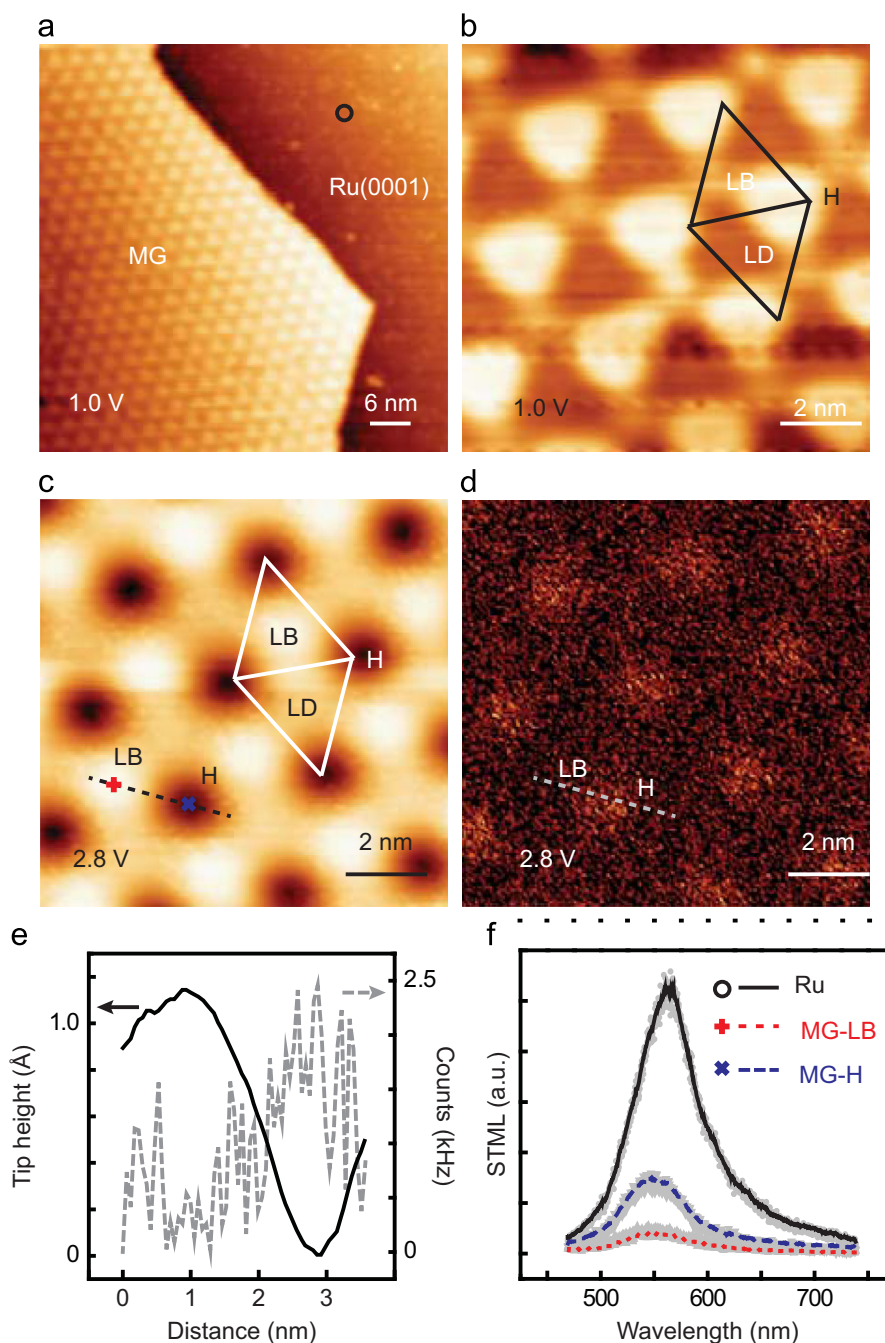 a
Ru(0001)
MG
1.0 V
6 nm
b
LB
H
LD
1.0 V
2 nm
c
LB
H
LD
LB
H
2.8 V
2 nm
d
LB
H
2.8 V
2 nm
e
Tip height (Å)
1.0
0
2.5
0
Counts (kHz)
0
1
2
3
Distance (nm)
f
STML (a.u.)
Ru
MG-LB
MG-H
500
600
700
Wavelength (nm)